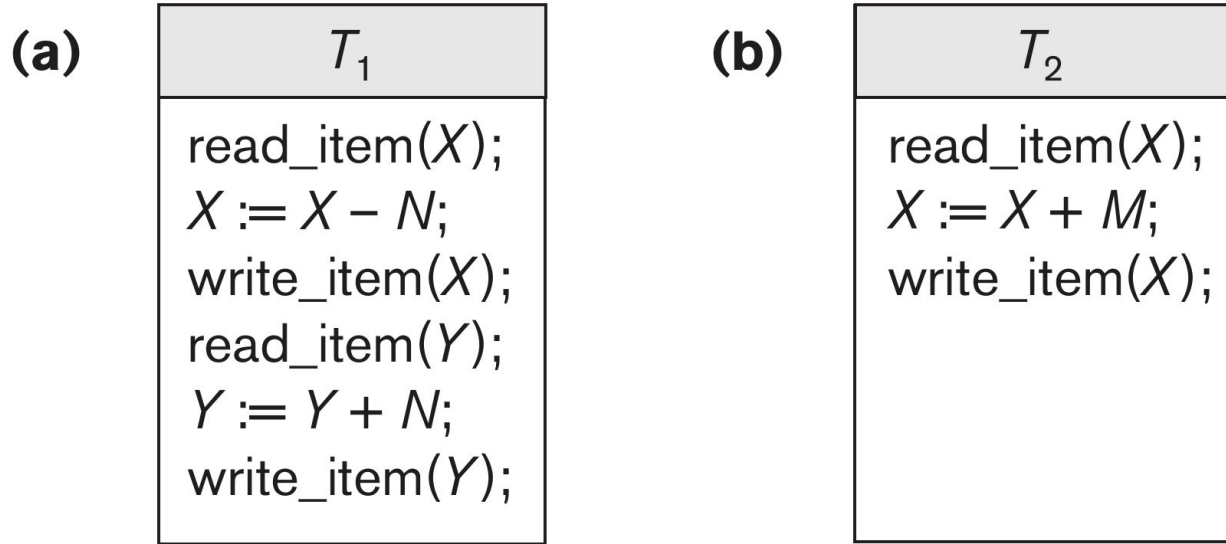 (a)
T₁
read_item(X);
X := X – N;
write_item(X);
read_item(Y);
Y := Y + N;
write_item(Y);
(b)
T₂
read_item(X);
X := X + M;
write_item(X);